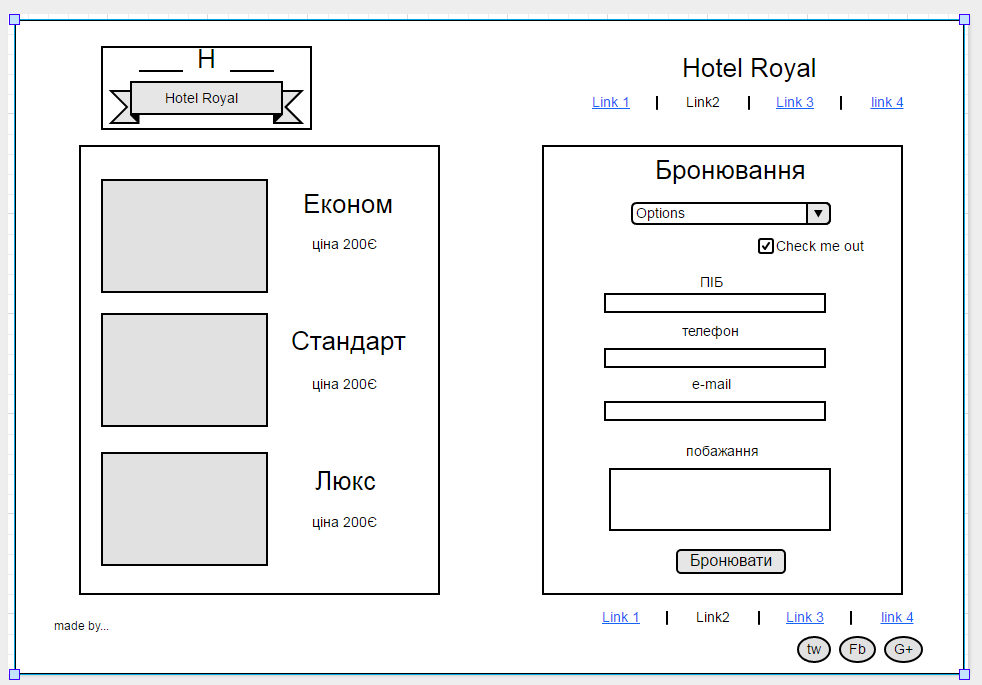 H
Hotel Royal
Hotel Royal
Link 1 | Link2 | Link 3 | link 4
Економ
ціна 200Є
Стандарт
ціна 200Є
Люкс
ціна 200Є
Бронювання
Options
Check me out
ПІБ
телефон
e-mail
побажання
Бронювати
made by...
Link 1 | Link2 | Link 3 | link 4
tw Fb G+